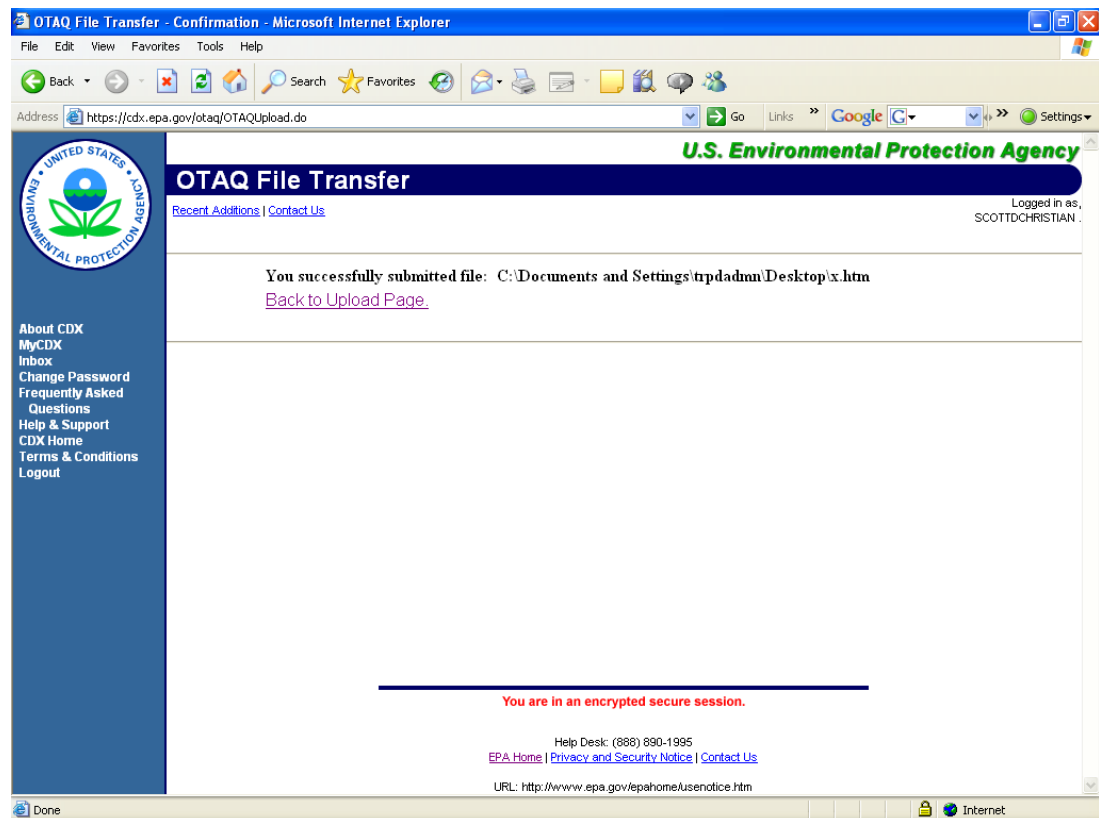 OTAQ File Transfer - Confirmation - Microsoft Internet Explorer
File Edit View Favorites Tools Help
Back Search Favorites
Address https://cdx.epa.gov/otaq/OTAQUpload.do Go Links » Google G » Settings
UNITED STATES
ENVIRONMENTAL PROTECTION AGENCY
U.S. Environmental Protection Agency
OTAQ File Transfer
Recent Additions | Contact Us
Logged in as,
SCOTTDCHRISTIAN .
You successfully submitted file: C:\Documents and Settings\trpdadmn\Desktop\x.htm
Back to Upload Page.
About CDX
MyCDX
Inbox
Change Password
Frequently Asked
Questions
Help & Support
CDX Home
Terms & Conditions
Logout
You are in an encrypted secure session.
Help Desk: (888) 890-1995
EPA Home | Privacy and Security Notice | Contact Us
URL: http://www.epa.gov/epahome/usenotice.htm
Done Internet